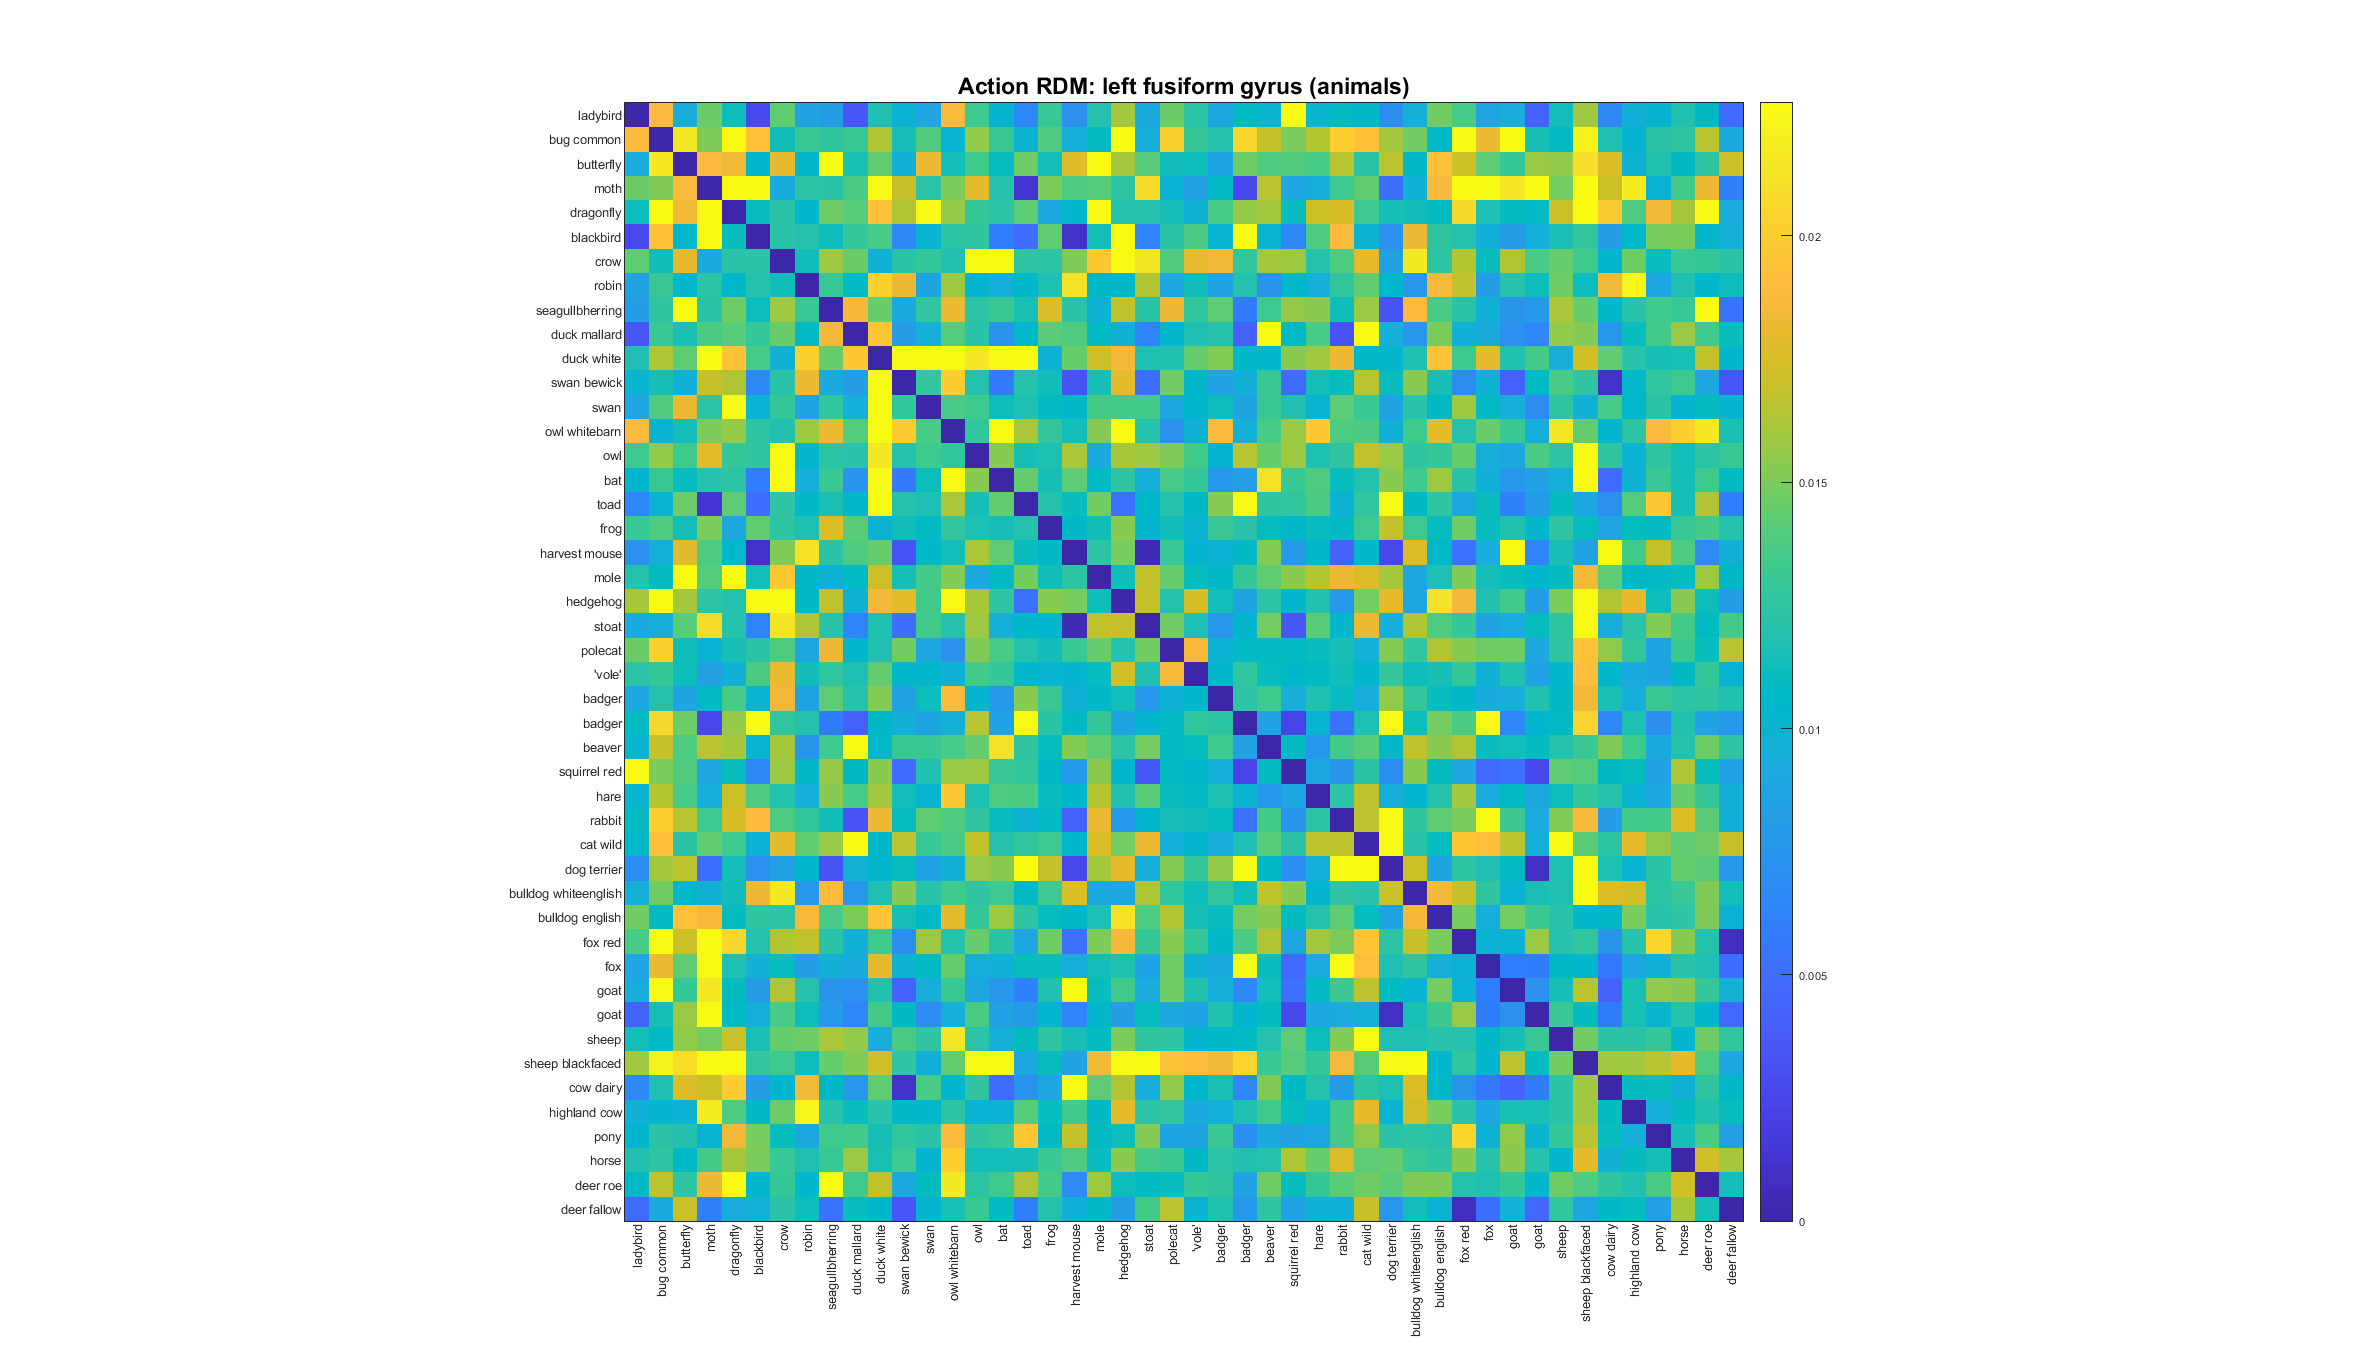 Action RDM: left fusiform gyrus (animals)
ladybird
bug common
butterfly
moth
dragonfly
blackbird
crow
robin
seagullbherring
duck mallard
duck white
swan bewick
swan
owl whitebarn
owl
bat
toad
frog
harvest mouse
mole
hedgehog
stoat
polecat
'vole'
badger
badger
beaver
squirrel red
hare
rabbit
cat wild
dog terrier
bulldog whiteenglish
bulldog english
fox red
fox
goat
goat
sheep
sheep blackfaced
cow dairy
highland cow
pony
horse
deer roe
deer fallow
ladybird
bug common
butterfly
moth
dragonfly
blackbird
crow
robin
seagullbherring
duck mallard
duck white
swan bewick
swan
owl whitebarn
owl
bat
toad
frog
harvest mouse
mole
hedgehog
stoat
polecat
'vole'
badger
badger
beaver
squirrel red
hare
rabbit
cat wild
dog terrier
bulldog whiteenglish
bulldog english
fox red
fox
goat
goat
sheep
sheep blackfaced
cow dairy
highland cow
pony
horse
deer roe
deer fallow
0.02
0.015
0.01
0.005
0